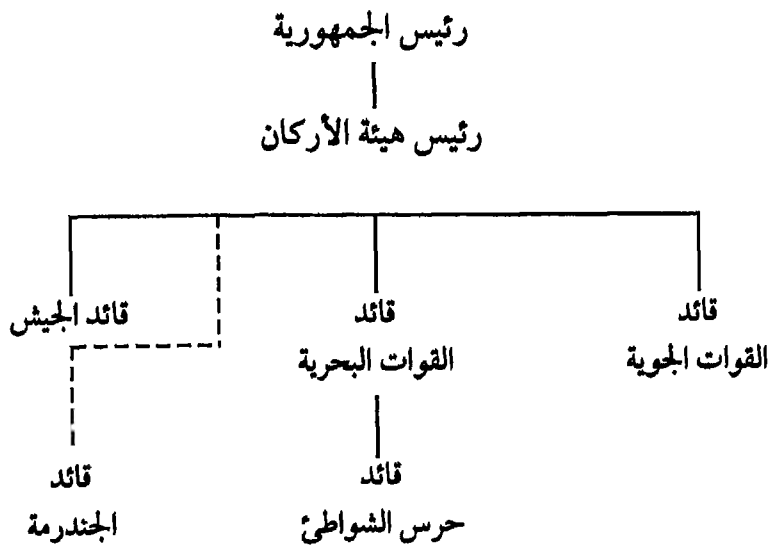 رئيس الجمهورية
رئيس هيئة الأركان
قائد
القوات الجوية
قائد
القوات البحرية
قائد الجيش
قائد
حرس الشواطئ
قائد
الجندرمة